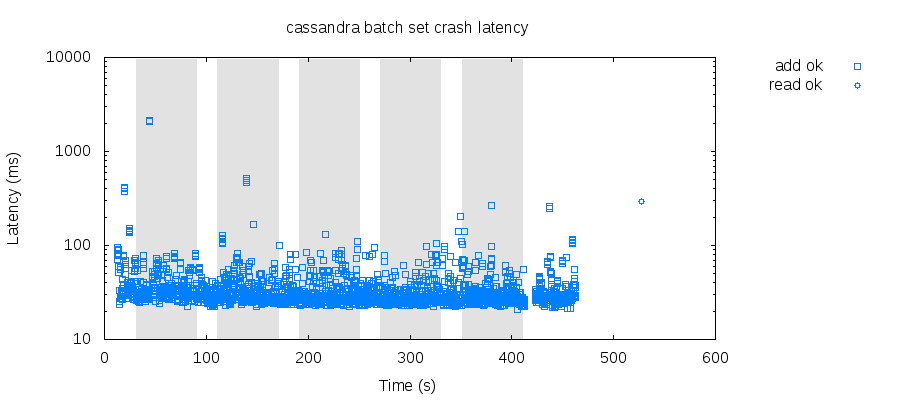 cassandra batch set crash latency
add ok
read ok
10000
1000
100
10
Latency (ms)
0 100 200 300 400 500 600
Time (s)